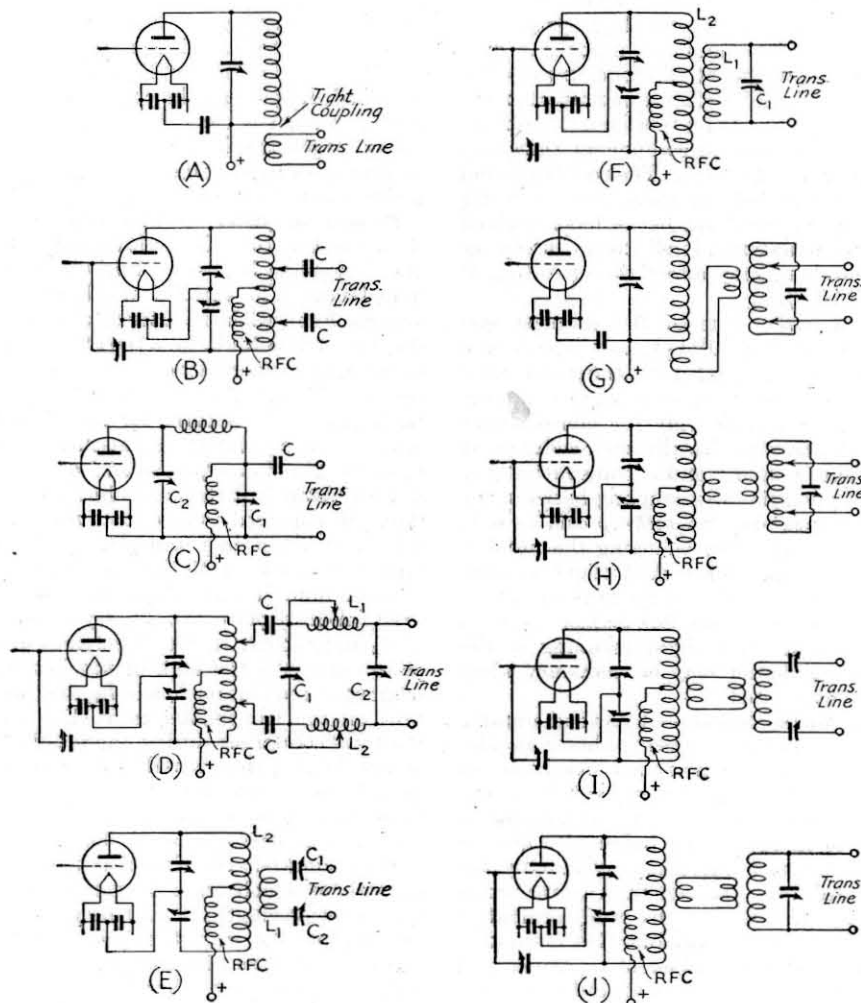 Tight
Coupling
Trans Line
+
(A)
C
Trans.
Line
C
RFC
+
(B)
C
C2
Trans
Line
C1
RFC
+
(C)
C
L1
C1
C2
Trans
Line
RFC
C
L2
+
(D)
L2
C1
Trans Line
L1
C2
RFC
+
(E)
L2
L1
Trans.
Line
C1
RFC
+
(F)
Trans.
Line
+
(G)
Trans
Line
RFC
+
(H)
Trans.
Line
RFC
+
(I)
Trans.
Line
RFC
+
(J)